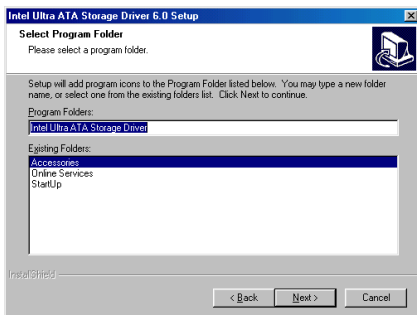 Intel Ultra ATA Storage Driver 6.0 Setup
Select Program Folder
Please select a program folder.
Setup will add program icons to the Program Folder listed below. You may type a new folder
name, or select one from the existing folders list. Click Next to continue.
Program Folders:
Intel Ultra ATA Storage Driver
Existing Folders:
Accessories
Online Services
StartUp
InstallShield
< Back
Next >
Cancel